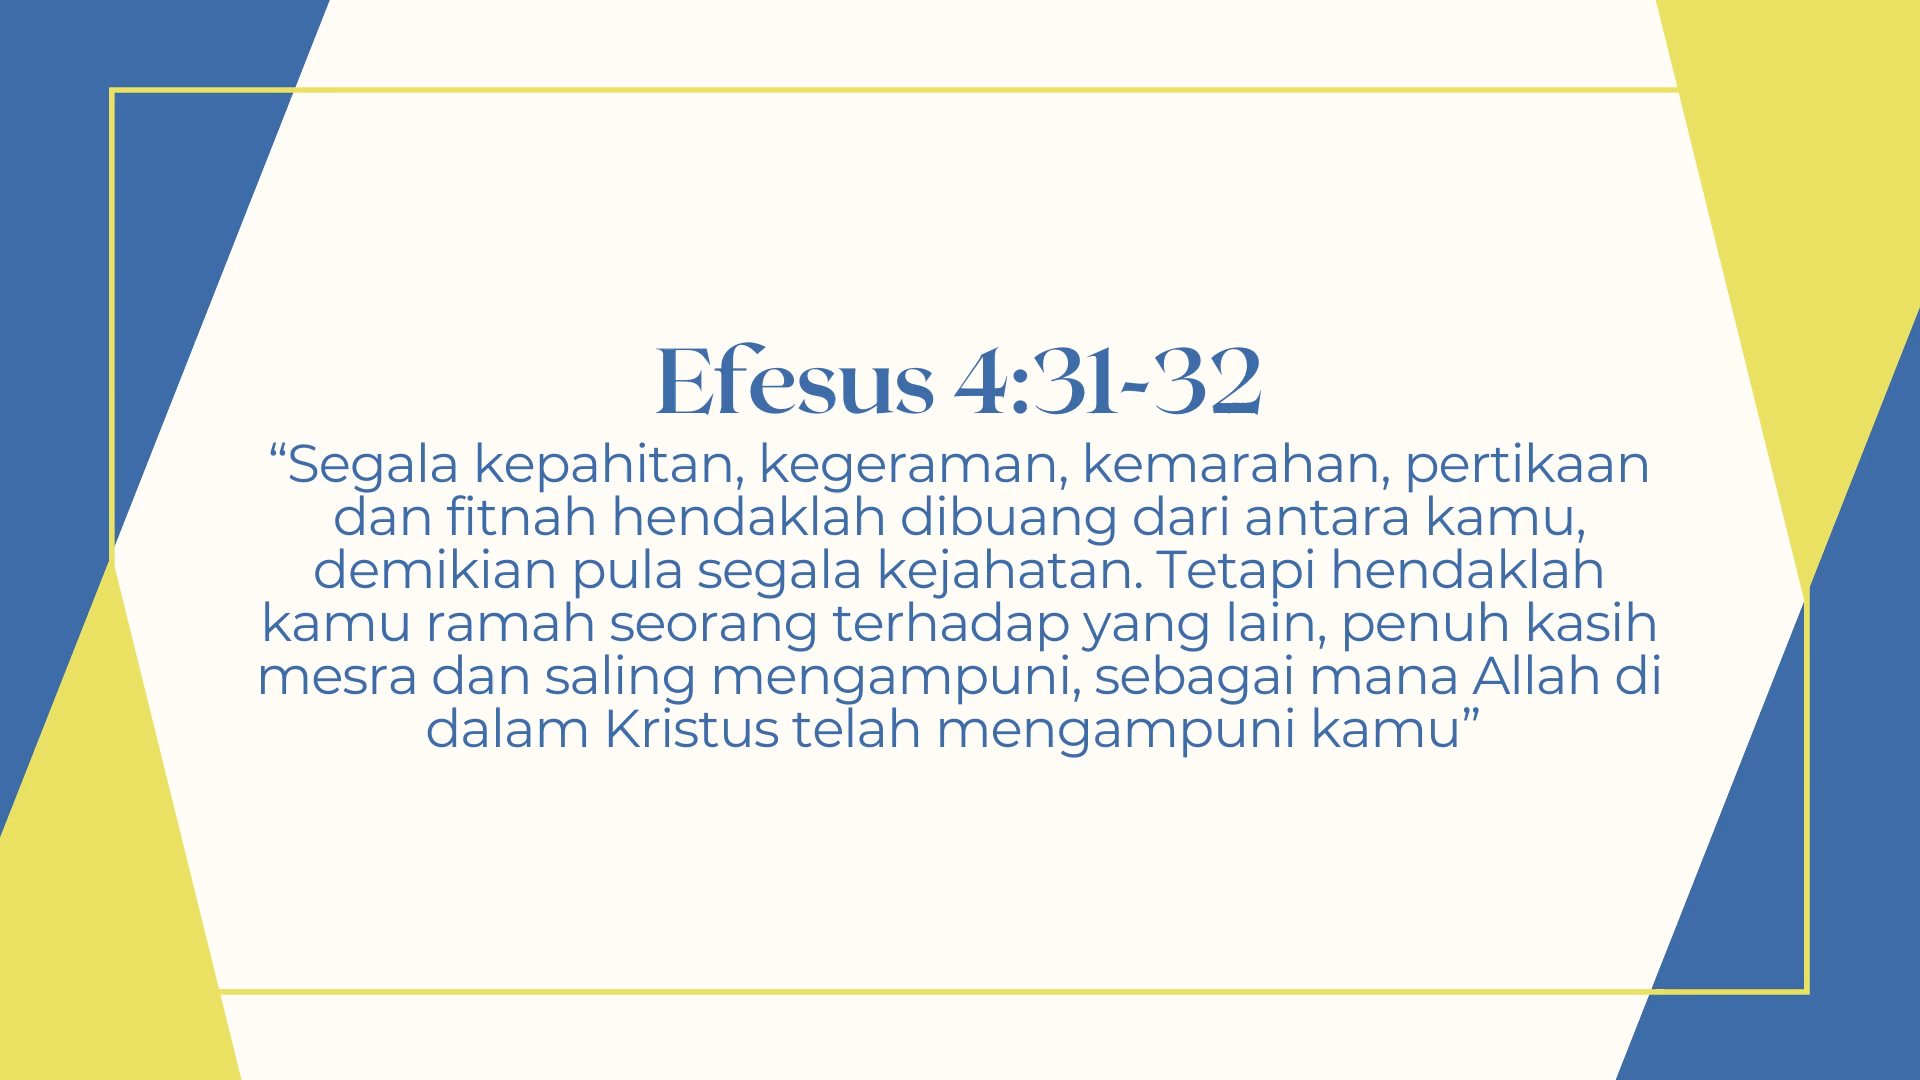 Efesus 4:31-32
“Segala kepahitan, kegeraman, kemarahan, pertikaan
dan fitnah hendaklah dibuang dari antara kamu,
demikian pula segala kejahatan. Tetapi hendaklah
kamu ramah seorang terhadap yang lain, penuh kasih
mesra dan saling mengampuni, sebagai mana Allah di
dalam Kristus telah mengampuni kamu”